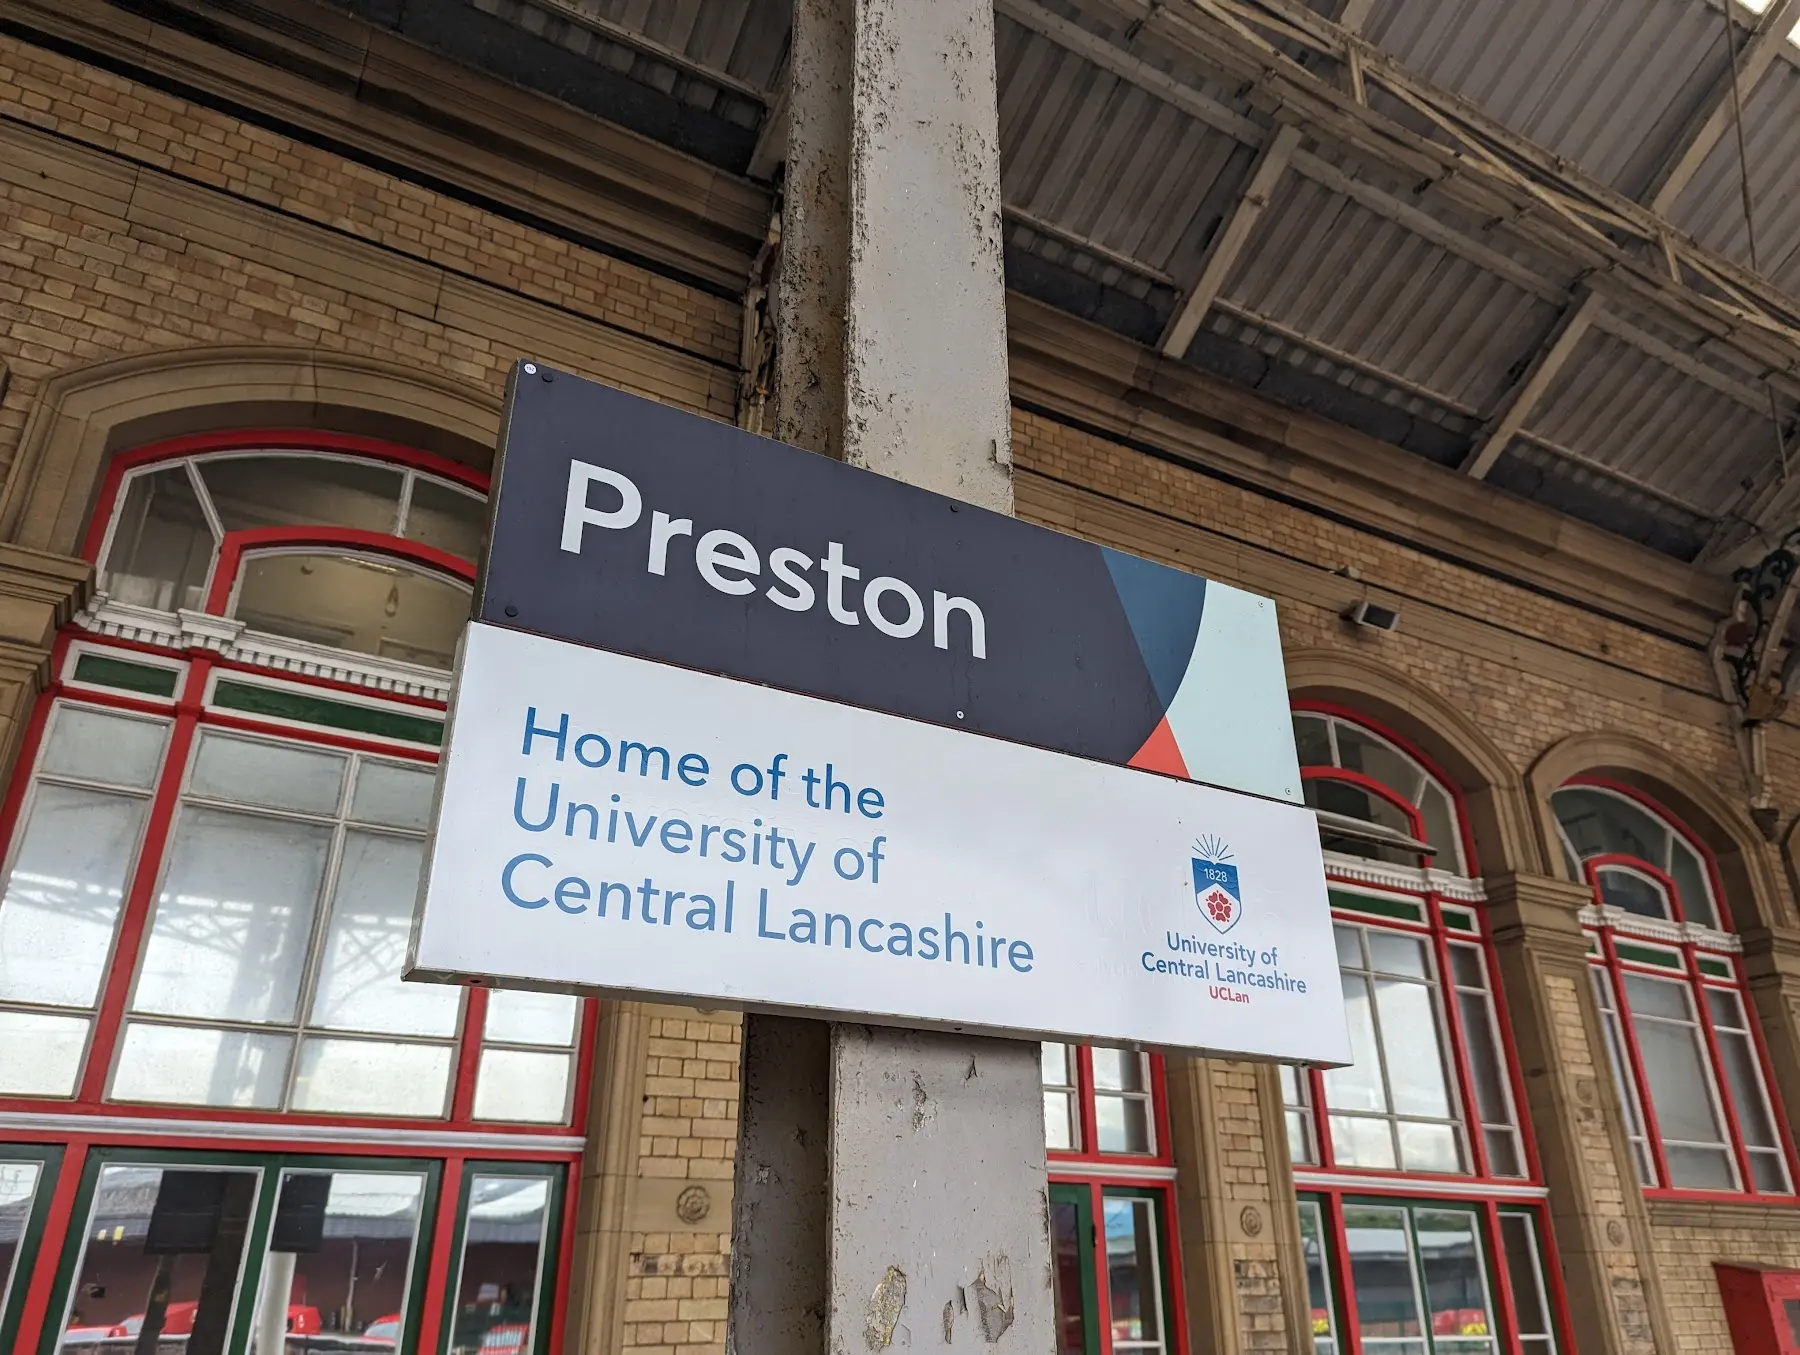 Preston
Home of the
University of
Central Lancashire
1828
University of
Central Lancashire
UCLan